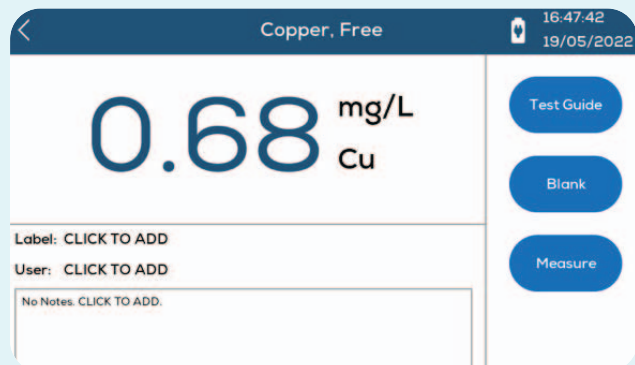 Copper, Free
16:47:42
19/05/2022
0.68
mg/L
Cu
Test Guide
Blank
Measure
Label: CLICK TO ADD
User: CLICK TO ADD
No Notes. CLICK TO ADD.